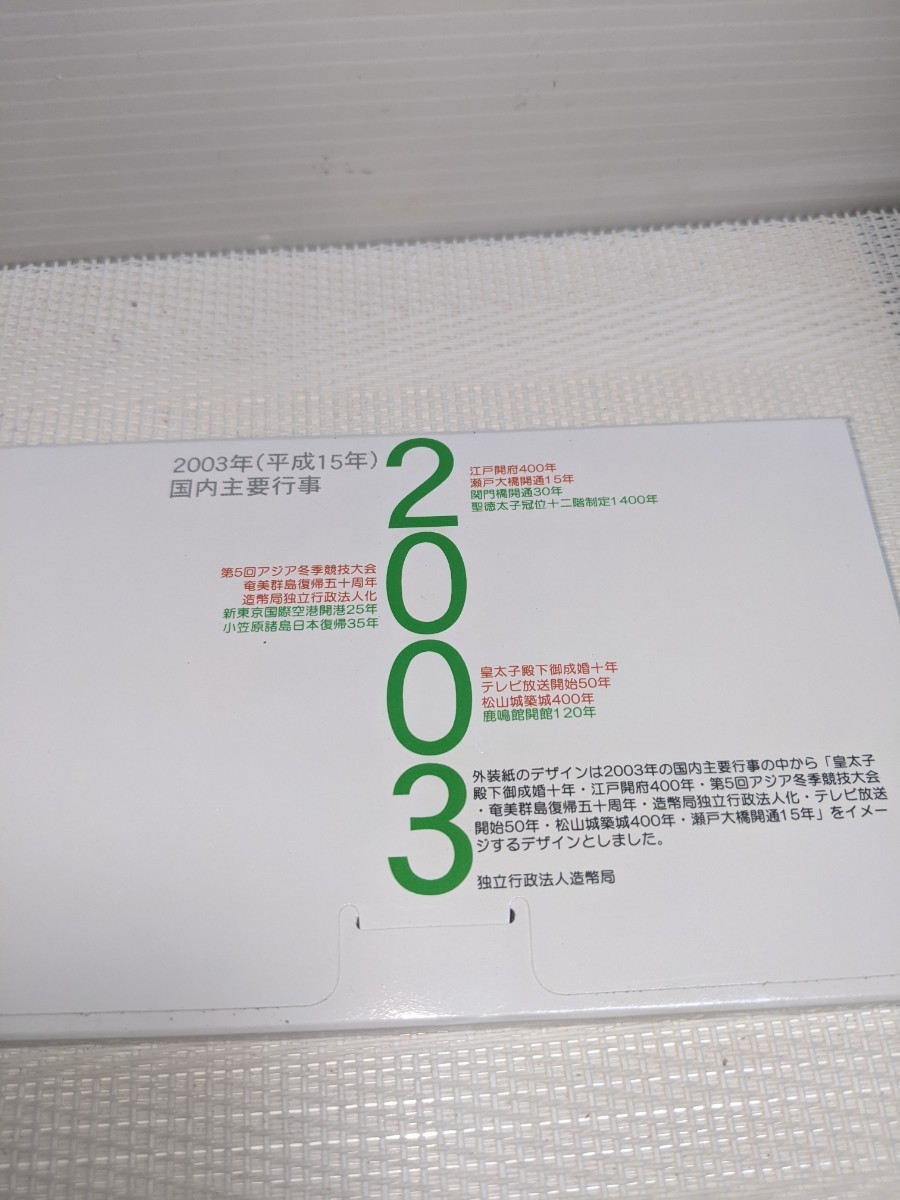 2003年(平成15年)
国内主要行事
2003
江戸開府400年
瀬戸大橋開通15年
関門橋開通30年
聖徳太子冠位十二階制定1400年
第5回アジア冬季競技大会
奄美群島復帰五十周年
造幣局独立行政法人化
新東京国際空港開港25年
小笠原諸島日本復帰35年
皇太子殿下御成婚十年
テレビ放送開始50年
松山城築城400年
鹿鳴館開館120年
外装紙のデザインは2003年の国内主要行事の中から「皇太子
殿下御成婚十年・江戸開府400年・第5回アジア冬季競技大会
・奄美群島復帰五十周年・造幣局独立行政法人化・テレビ放送
開始50年・松山城築城400年・瀬戸大橋開通15年」をイメー
ジするデザインとしました。
独立行政法人造幣局